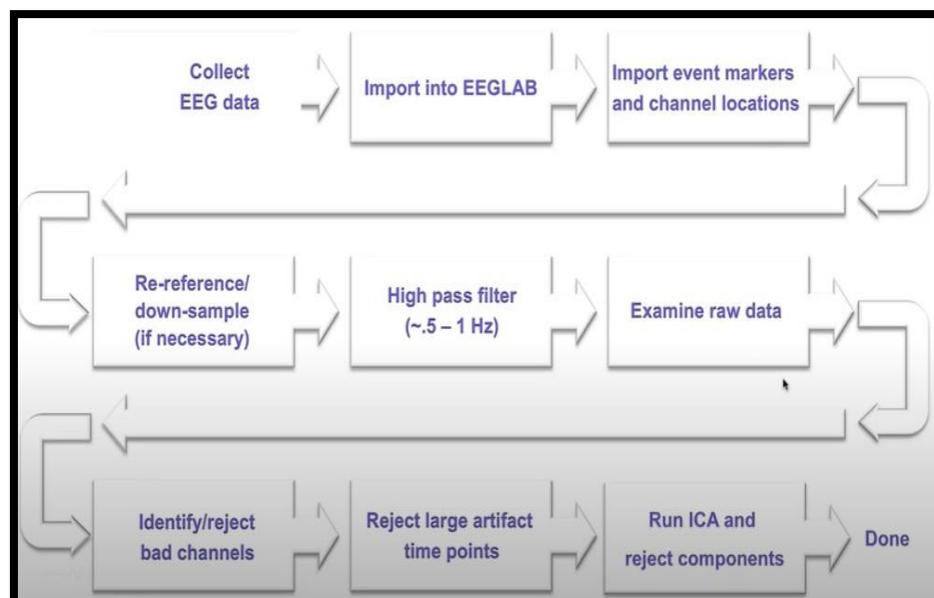 Collect
EEG data
Import into EEGLAB
Import event markers
and channel locations
Re-reference/
down-sample
(if necessary)
High pass filter
(~.5 – 1 Hz)
Examine raw data
Identify/reject
bad channels
Reject large artifact
time points
Run ICA and
reject components
Done